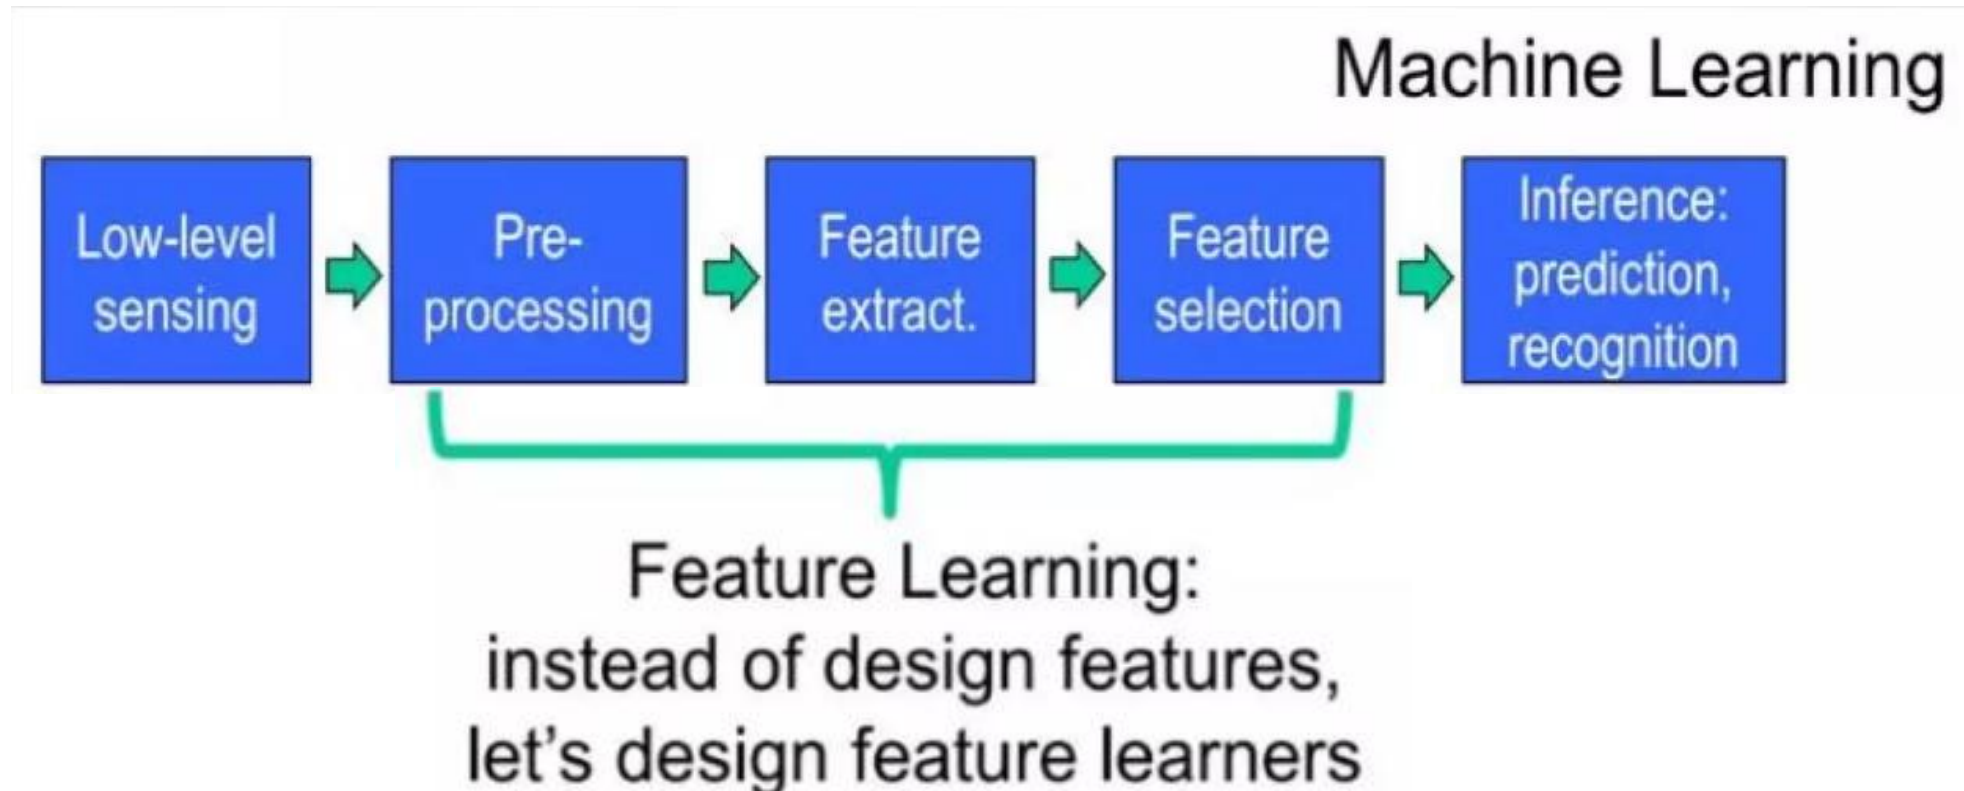 Machine Learning
Low-level
sensing
Pre-
processing
Feature
extract.
Feature
selection
Inference:
prediction,
recognition
Feature Learning:
instead of design features,
let's design feature learners